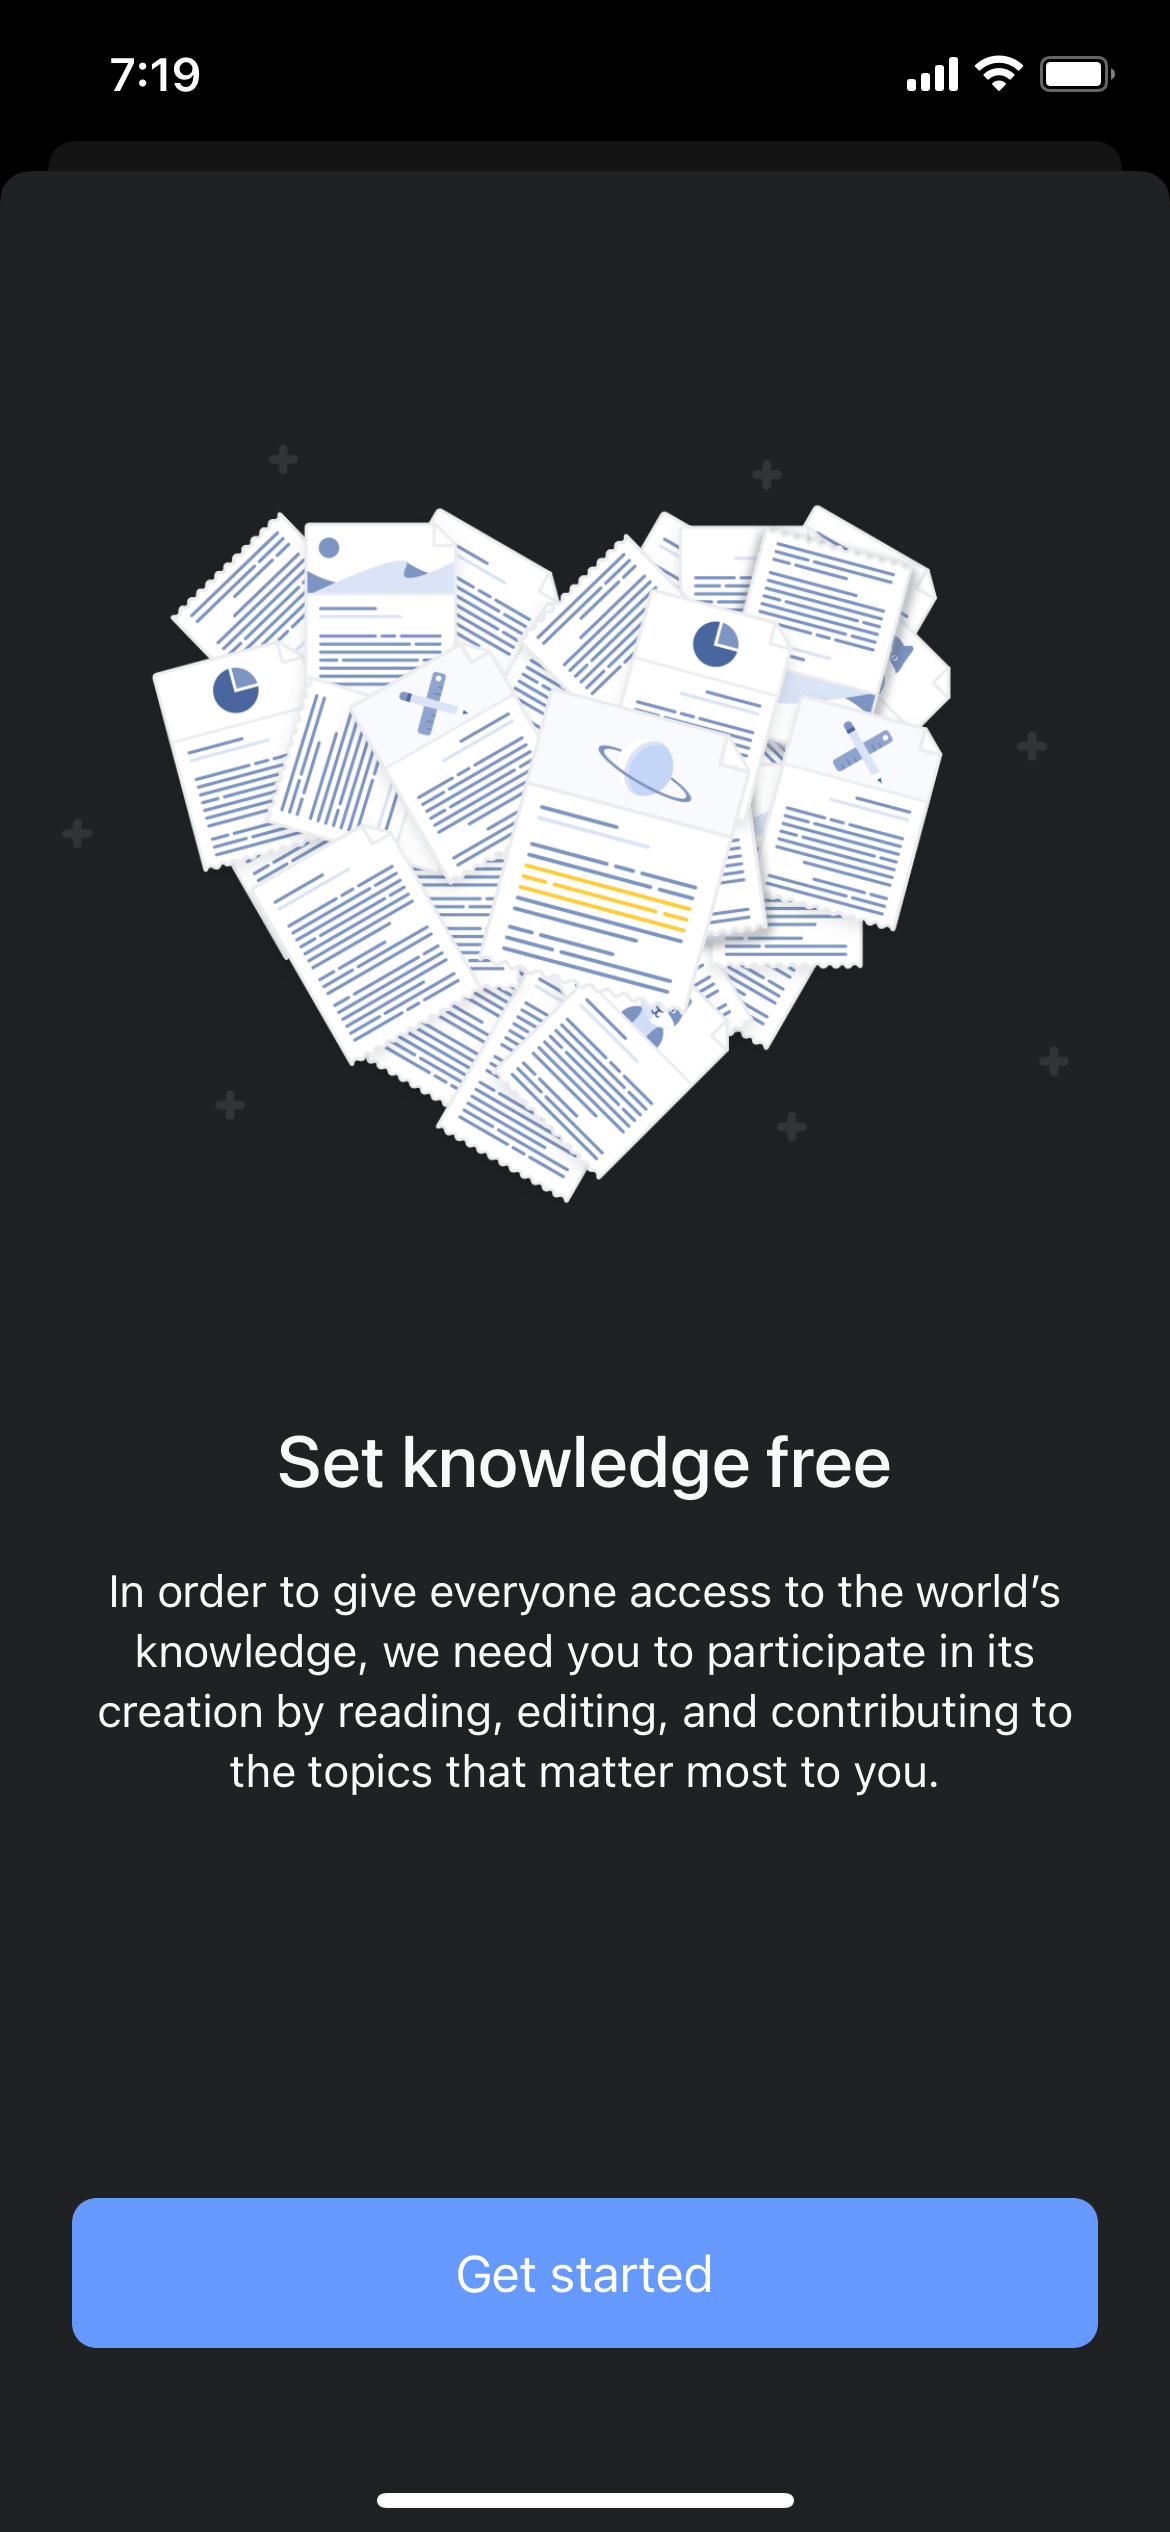 7:19
Set knowledge free
In order to give everyone access to the world’s
knowledge, we need you to participate in its
creation by reading, editing, and contributing to
the topics that matter most to you.
Get started